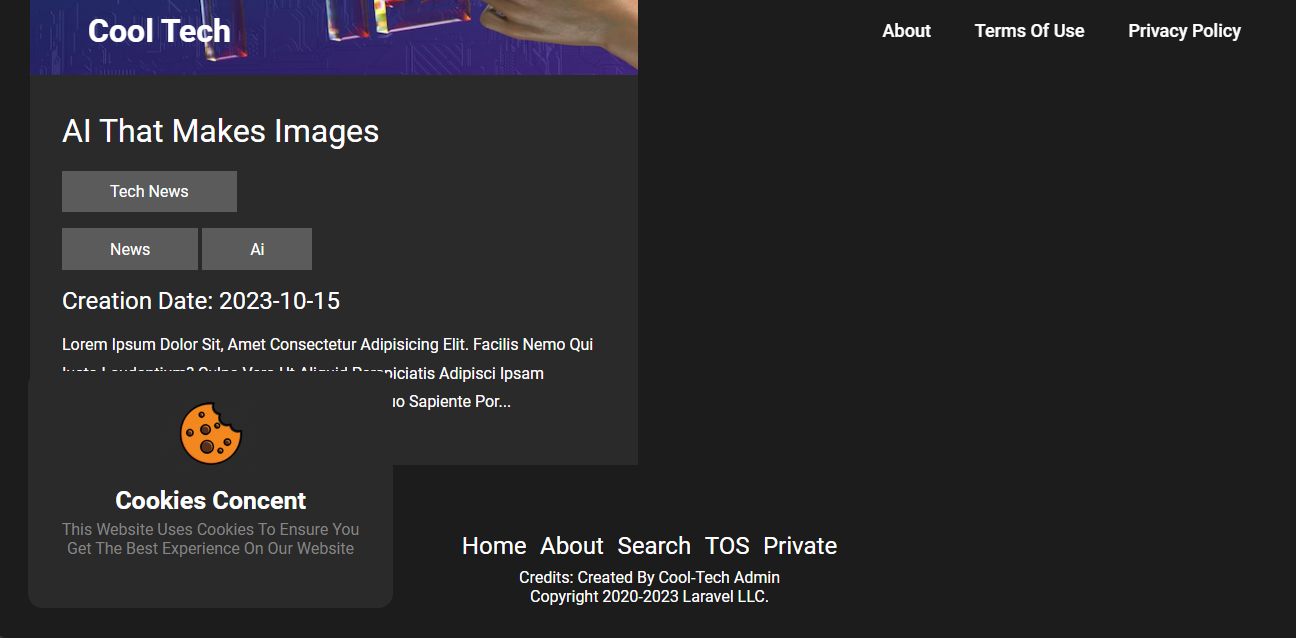 Cool Tech
About Terms Of Use Privacy Policy
AI That Makes Images
Tech News
News Ai
Creation Date: 2023-10-15
Lorem Ipsum Dolor Sit, Amet Consectetur Adipisicing Elit. Facilis Nemo Qui
Adipisci Ipsam
Sapiente Por...
Cookies Concent
This Website Uses Cookies To Ensure You
Get The Best Experience On Our Website
Home About Search TOS Private
Credits: Created By Cool-Tech Admin
Copyright 2020-2023 Laravel LLC.